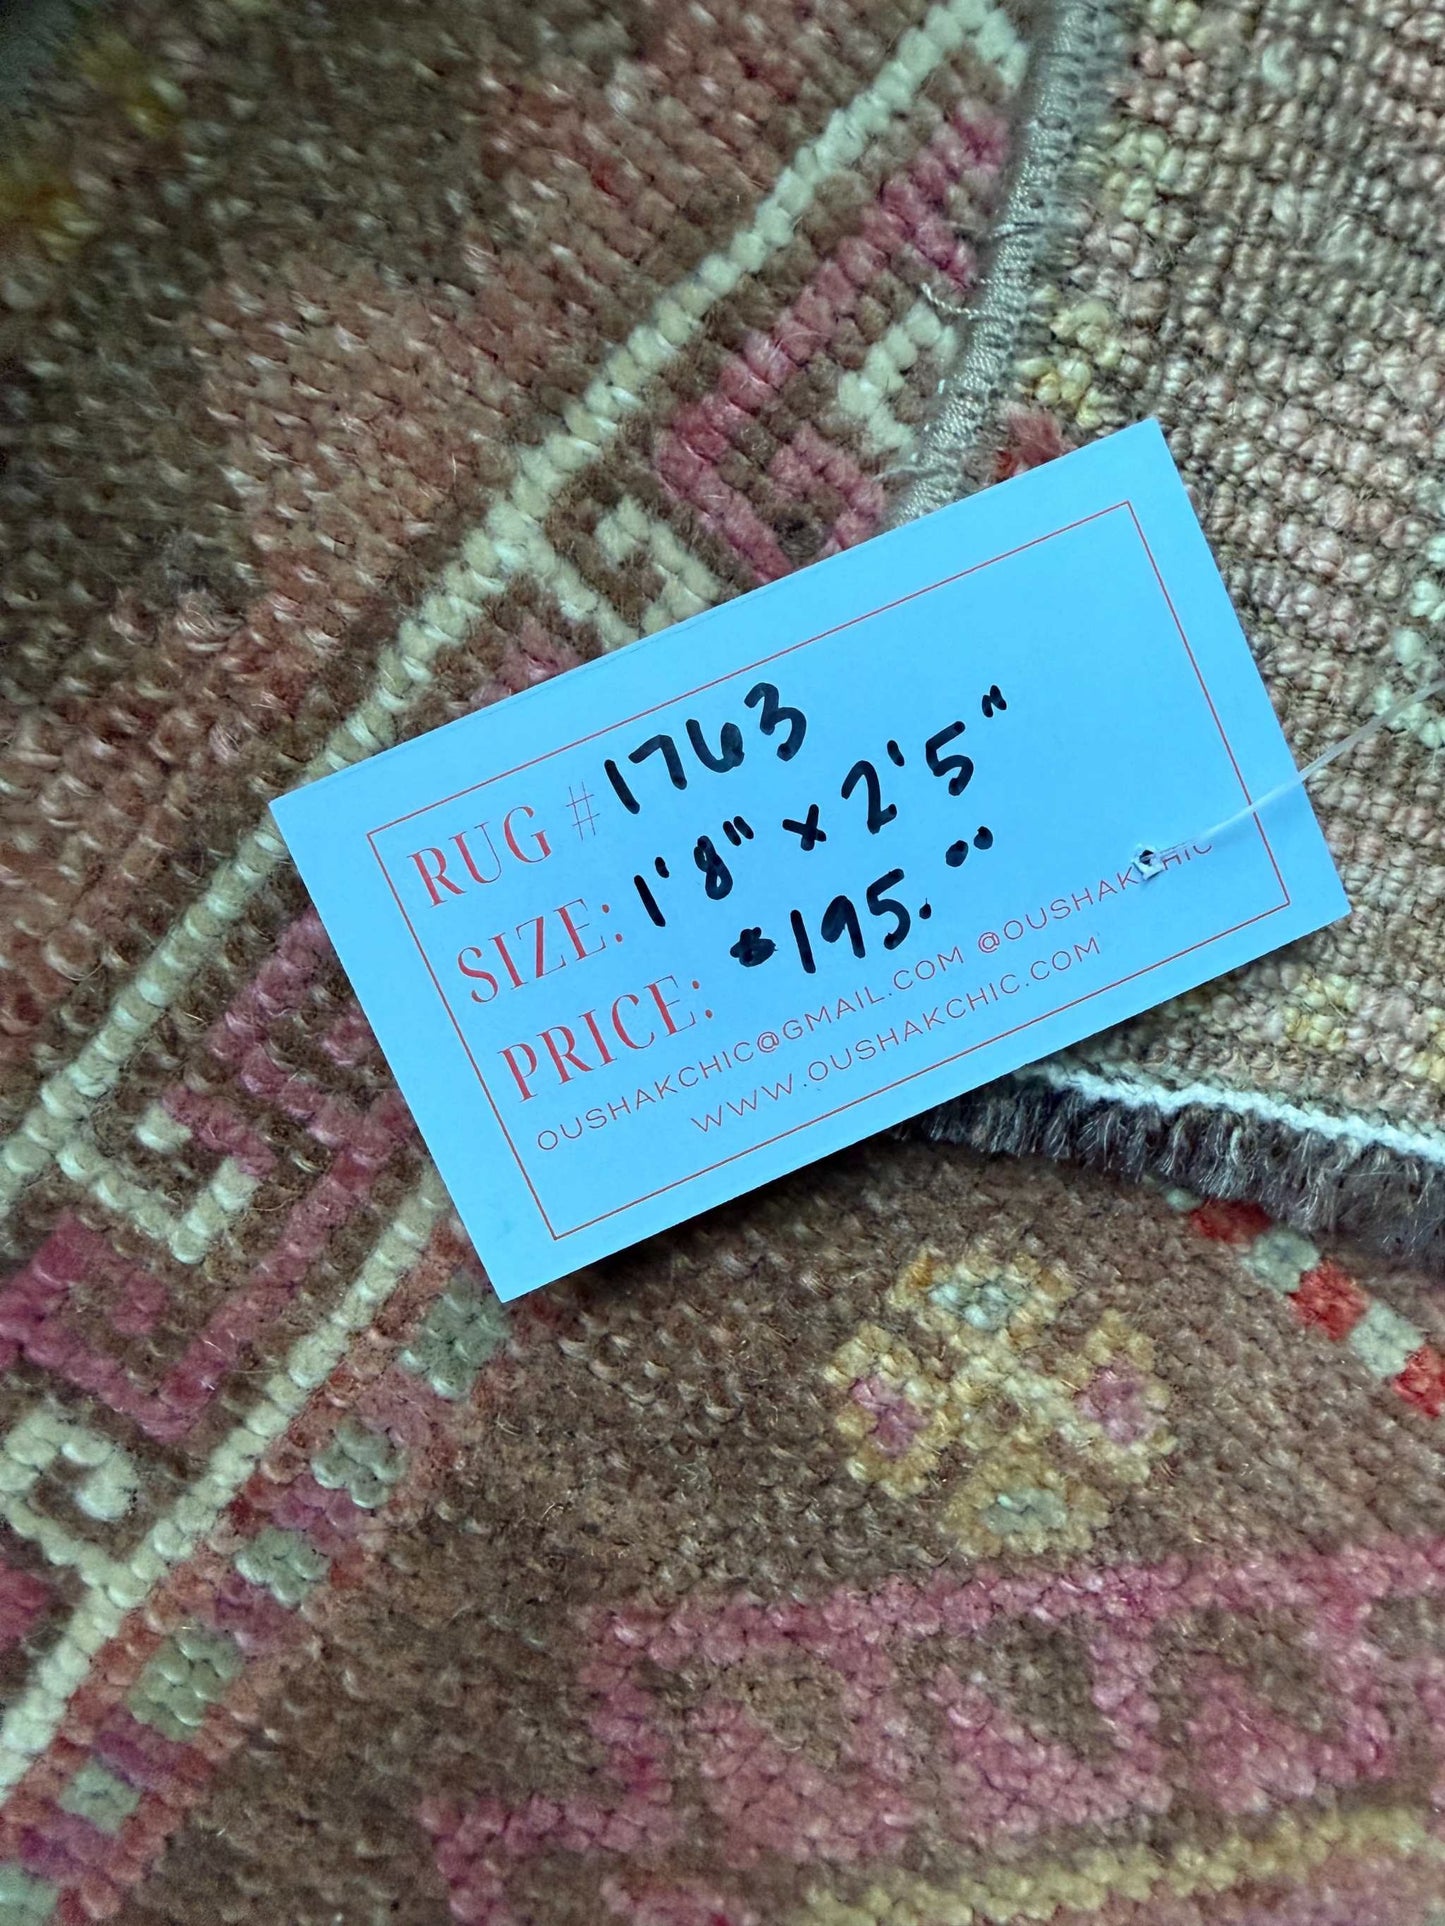 RUG #1763
SIZE: 1'8" x 2'5"
PRICE: $195.00
OUSHAKCHIC@GMAIL.COM @OUSHAKCHIC
WWW.OUSHAKCHIC.COM